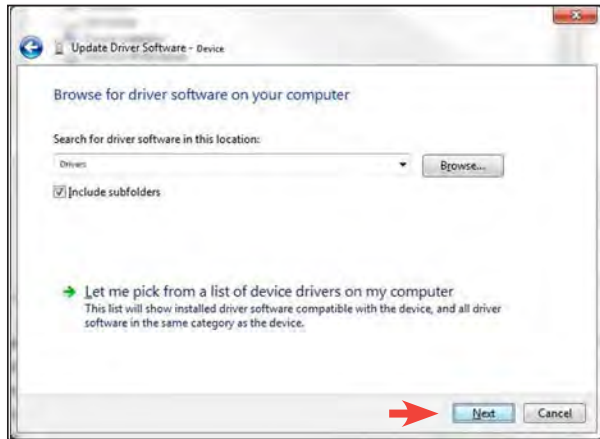 Update Driver Software - Device
Browse for driver software on your computer
Search for driver software in this location:
Drivers
Browse...
Include subfolders
Let me pick from a list of device drivers on my computer
This list will show installed driver software compatible with the device, and all driver
software in the same category as the device.
Next
Cancel